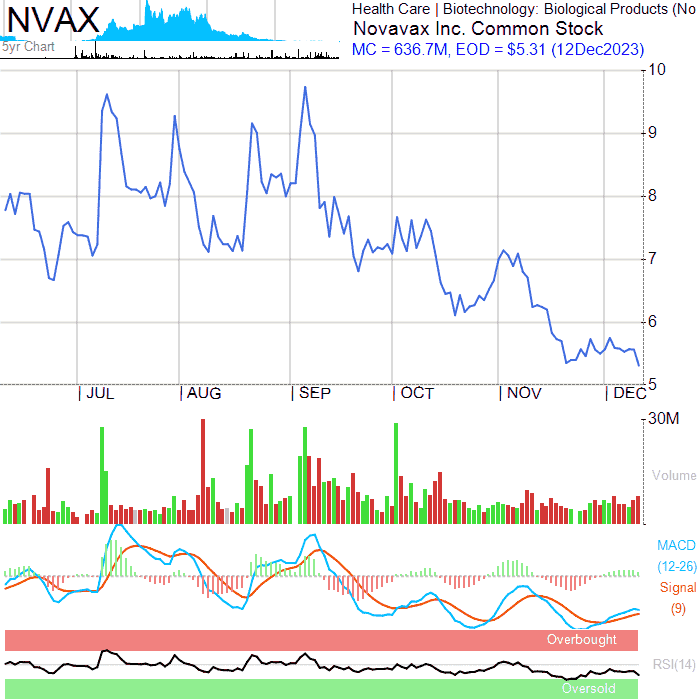 NVAX
5yr Chart
Health Care | Biotechnology: Biological Products (No
Novavax Inc. Common Stock
MC = 636.7M, EOD = $5.31 (12Dec2023)
10
9
8
7
6
5
JUL AUG SEP OCT NOV DEC
30M
Volume
MACD
(12-26)
Signal
(9)
Overbought
RSI(14)
Oversold